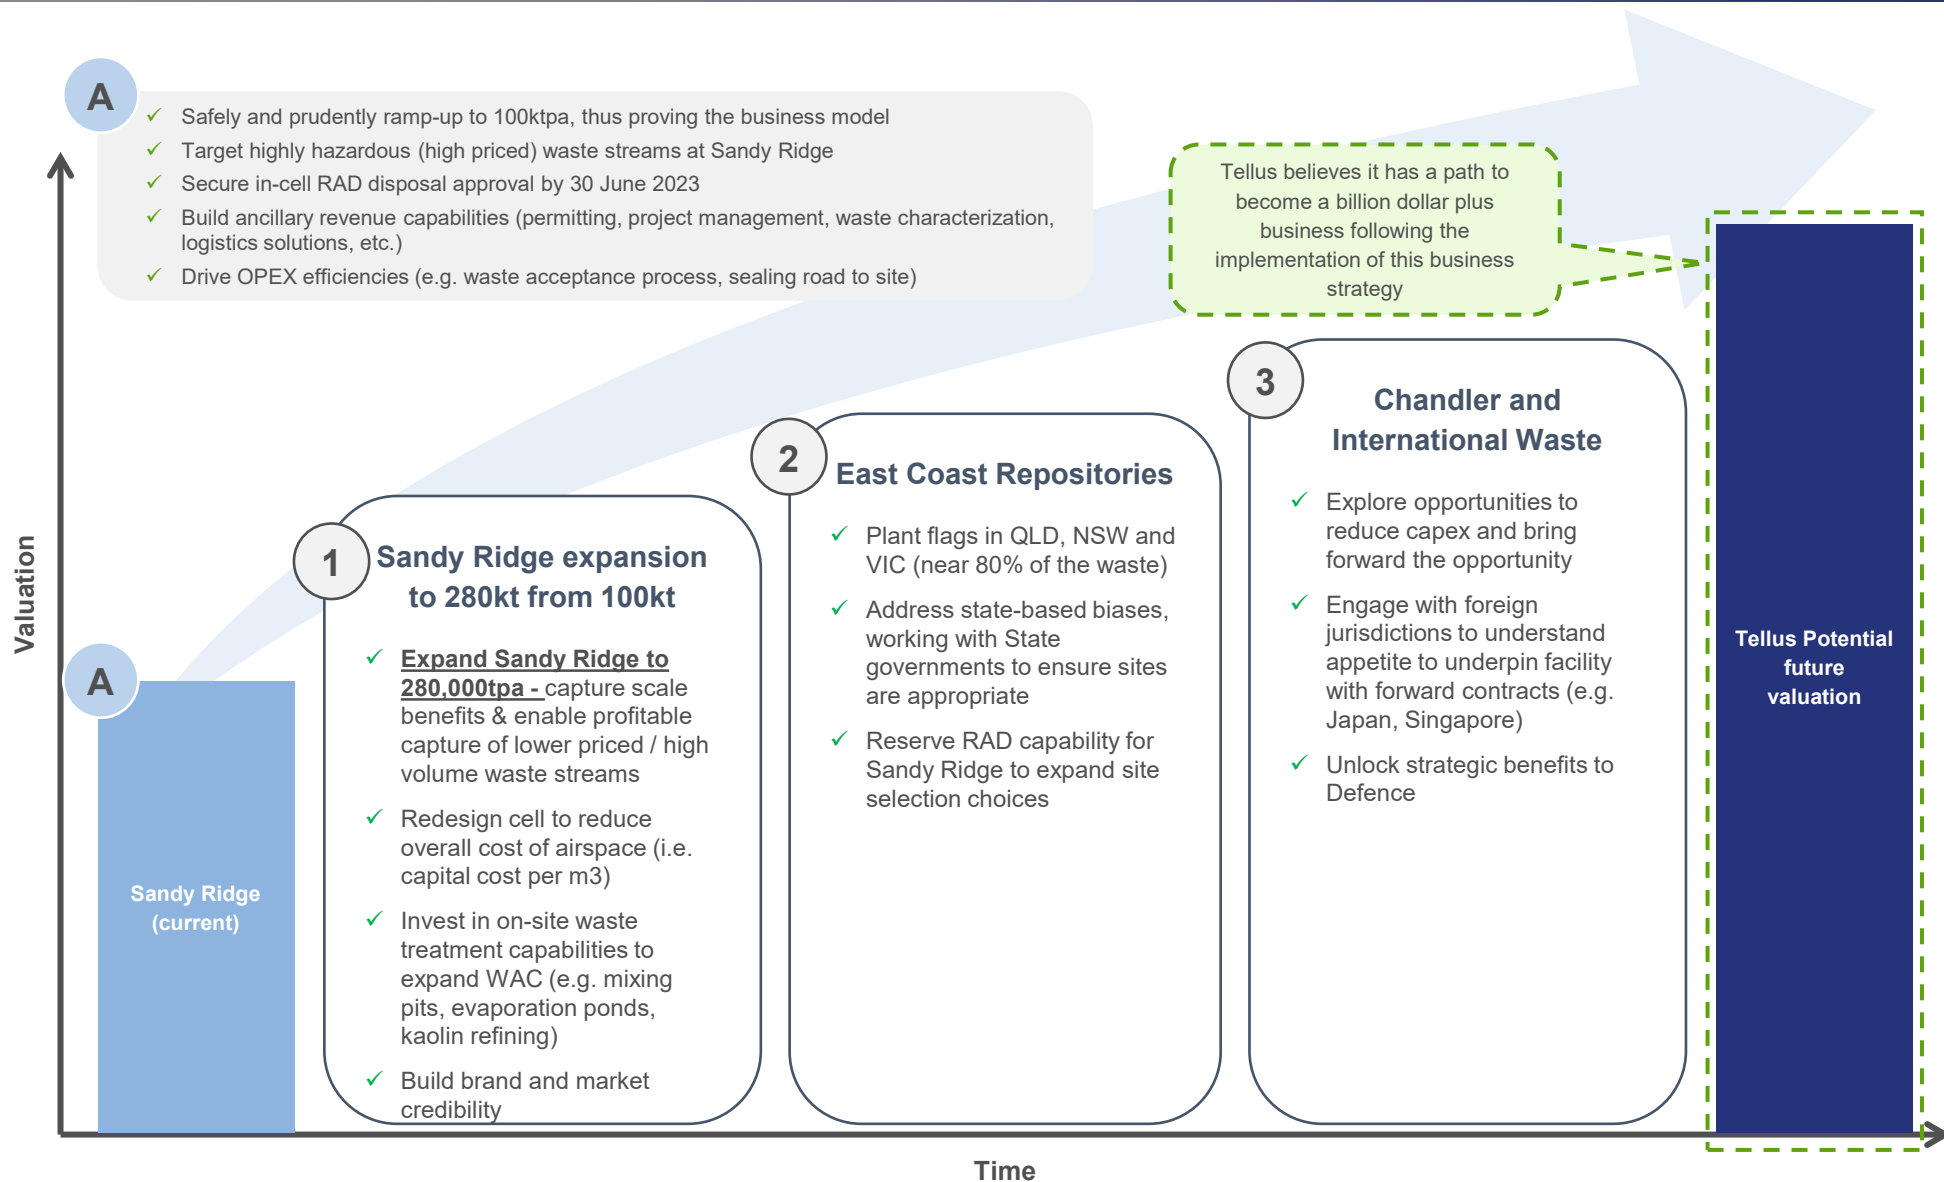 A
Safely and prudently ramp-up to 100ktpa, thus proving the business model
Target highly hazardous (high priced) waste streams at Sandy Ridge
Secure in-cell RAD disposal approval by 30 June 2023
Build ancillary revenue capabilities (permitting, project management, waste characterization,
logistics solutions, etc.)
Drive OPEX efficiencies (e.g. waste acceptance process, sealing road to site)
Tellus believes it has a path to
become a billion dollar plus
business following the
implementation of this business
strategy
Valuation
A
Sandy Ridge
(current)
1
Sandy Ridge expansion
to 280kt from 100kt
Expand Sandy Ridge to
280,000tpa - capture scale
benefits & enable profitable
capture of lower priced / high
volume waste streams
Redesign cell to reduce
overall cost of airspace (i.e.
capital cost per m3)
Invest in on-site waste
treatment capabilities to
expand WAC (e.g. mixing
pits, evaporation ponds,
kaolin refining)
Build brand and market
credibility
2
East Coast Repositories
Plant flags in QLD, NSW and
VIC (near 80% of the waste)
Address state-based biases,
working with State
governments to ensure sites
are appropriate
Reserve RAD capability for
Sandy Ridge to expand site
selection choices
3
Chandler and
International Waste
Explore opportunities to
reduce capex and bring
forward the opportunity
Engage with foreign
jurisdictions to understand
appetite to underpin facility
with forward contracts (e.g.
Japan, Singapore)
Unlock strategic benefits to
Defence
Tellus Potential
future
valuation
Time